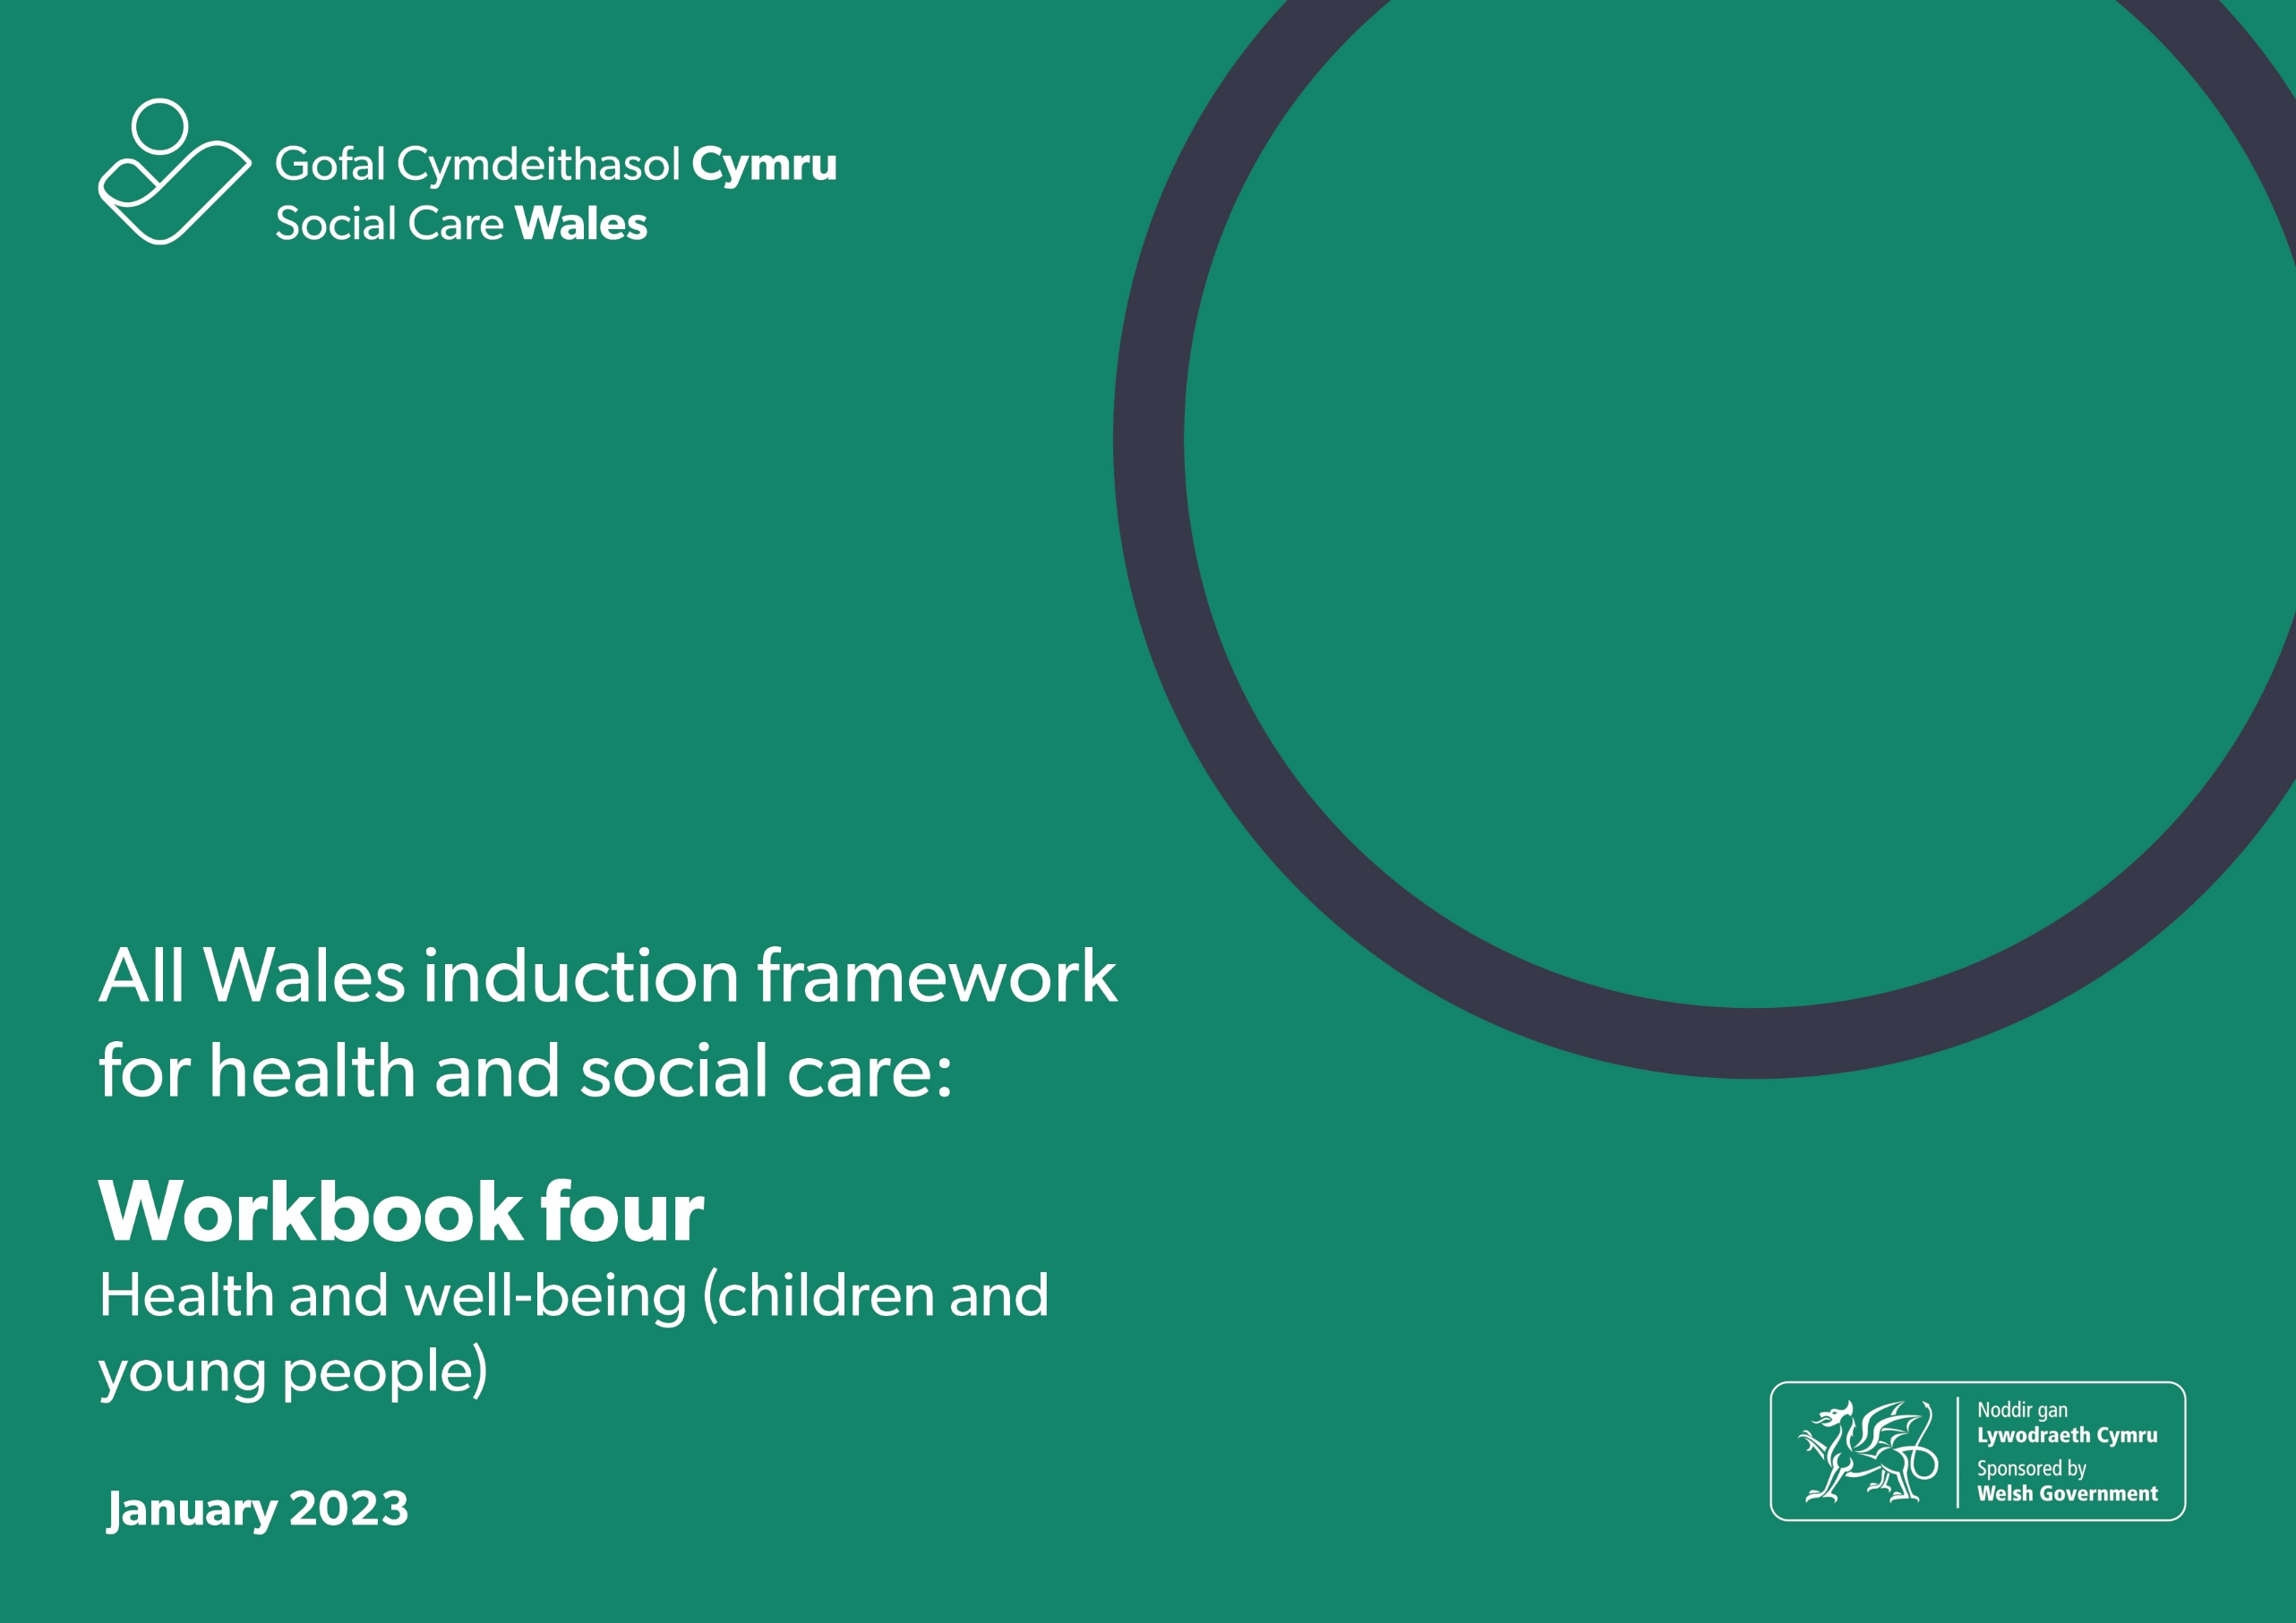 Gofal Cymdeithasol Cymru
Social Care Wales
All Wales induction framework
for health and social care:
Workbook four
Health and well-being (children and
young people)
January 2023
Noddir gan
Lywodraeth Cymru
Sponsored by
Welsh Government